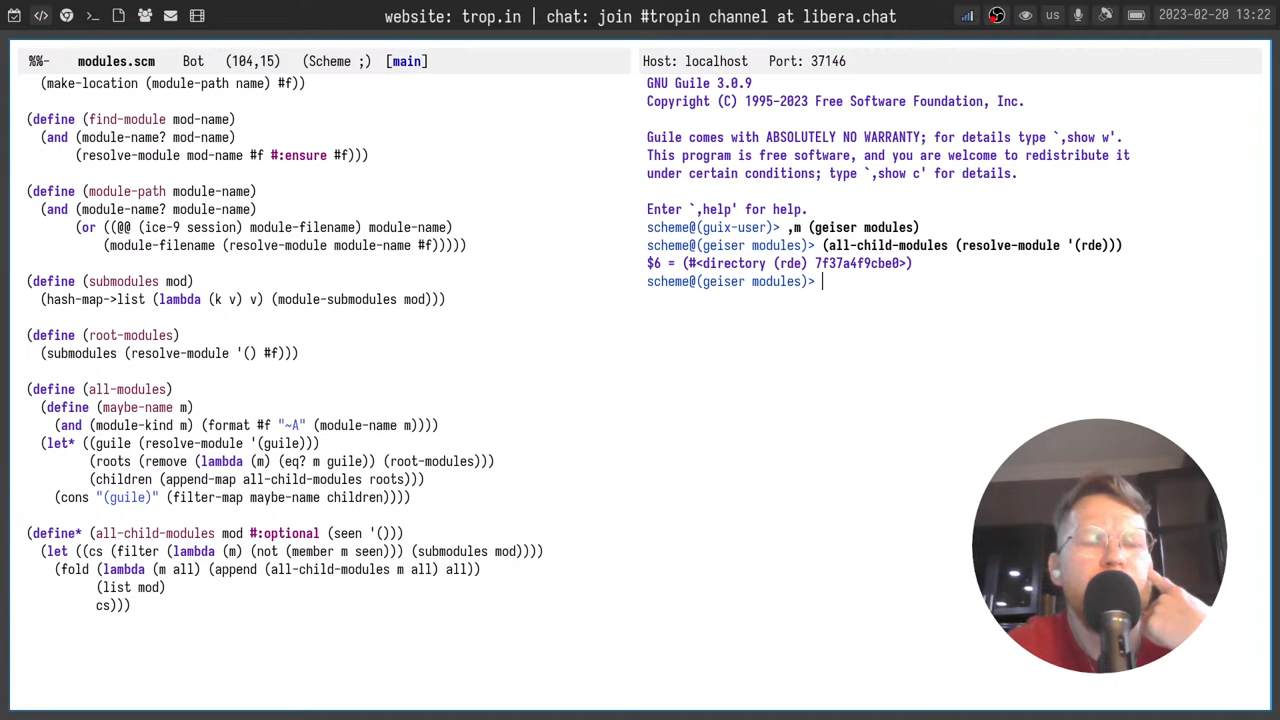 website: trop.in | chat: join #tropin channel at libera.chat
us
2023-02-20 13:22
%%- modules.scm Bot (104,15) (Scheme ;) [main]
(make-location (module-path name) #f))
(define (find-module mod-name)
(and (module-name? mod-name)
(resolve-module mod-name #f #:ensure #f)))
(define (module-path module-name)
(and (module-name? module-name)
(or ((@@ (ice-9 session) module-filename) module-name)
(module-filename (resolve-module module-name #f)))))
(define (submodules mod)
(hash-map->list (lambda (k v) v) (module-submodules mod)))
(define (root-modules)
(submodules (resolve-module '() #f)))
(define (all-modules)
(define (maybe-name m)
(and (module-kind m) (format #f "~A" (module-name m))))
(let* ((guile (resolve-module '(guile)))
(roots (remove (lambda (m) (eq? m guile)) (root-modules)))
(children (append-map all-child-modules roots)))
(cons "(guile)" (filter-map maybe-name children))))
(define* (all-child-modules mod #:optional (seen '()))
(let ((cs (filter (lambda (m) (not (member m seen))) (submodules mod))))
(fold (lambda (m all) (append (all-child-modules m all) all))
(list mod)
cs)))
Host: localhost Port: 37146
GNU Guile 3.0.9
Copyright (C) 1995-2023 Free Software Foundation, Inc.
Guile comes with ABSOLUTELY NO WARRANTY; for details type `,show w'.
This program is free software, and you are welcome to redistribute it
under certain conditions; type `,show c' for details.
Enter `,help' for help.
scheme@(guix-user)> ,m (geiser modules)
scheme@(geiser modules)> (all-child-modules (resolve-module '(rde)))
$6 = (#<directory (rde) 7f37a4f9cbe0>)
scheme@(geiser modules)>